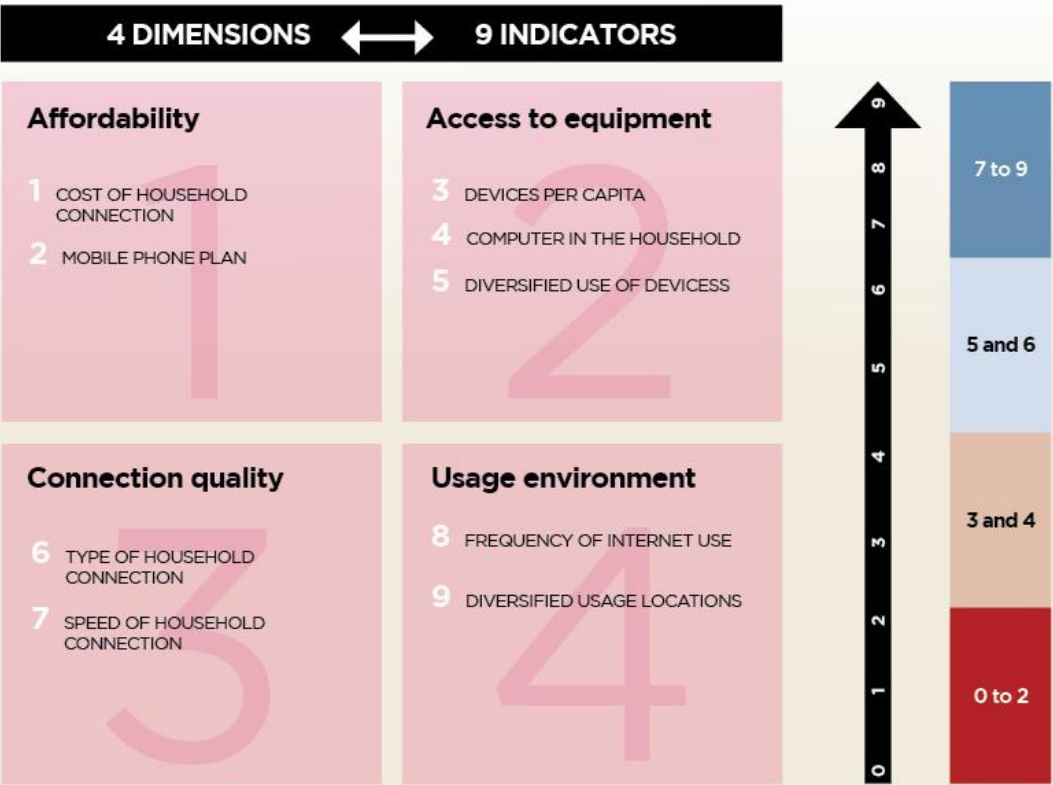 4 DIMENSIONS 9 INDICATORS
Affordability
1 COST OF HOUSEHOLD
CONNECTION
2 MOBILE PHONE PLAN
1
Access to equipment
3 DEVICES PER CAPITA
4 COMPUTER IN THE HOUSEHOLD
5 DIVERSIFIED USE OF DEVICESS
2
Connection quality
6 TYPE OF HOUSEHOLD
CONNECTION
7 SPEED OF HOUSEHOLD
CONNECTION
3
Usage environment
8 FREQUENCY OF INTERNET USE
9 DIVERSIFIED USAGE LOCATIONS
4
9
8
7
6
5
4
3
2
1
0
7 to 9
5 and 6
3 and 4
0 to 2